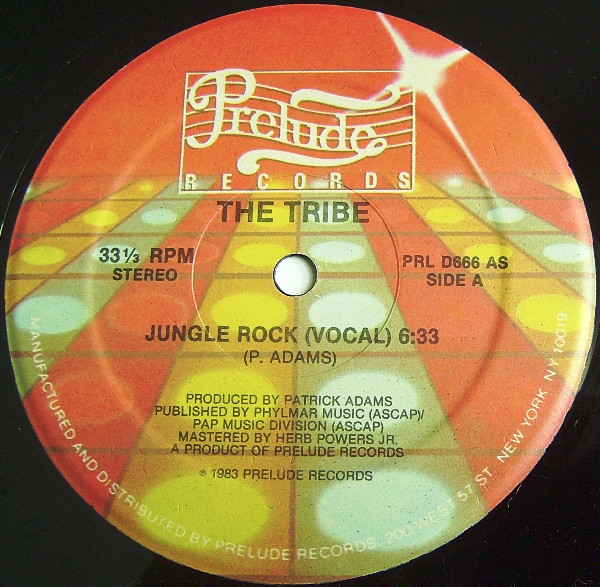 Prelude
RECORDS
THE TRIBE
33 1/3 RPM
STEREO
PRL D666 AS
SIDE A
JUNGLE ROCK (VOCAL) 6:33
(P. ADAMS)
PRODUCED BY PATRICK ADAMS
PUBLISHED BY PHYLMAR MUSIC (ASCAP)/
PAP MUSIC DIVISION (ASCAP)
MASTERED BY HERB POWERS JR.
A PRODUCT OF PRELUDE RECORDS
℗ 1983 PRELUDE RECORDS
MANUFACTURED AND DISTRIBUTED BY PRELUDE RECORDS, 200 WEST 57 ST. NEW YORK, N.Y. 10019